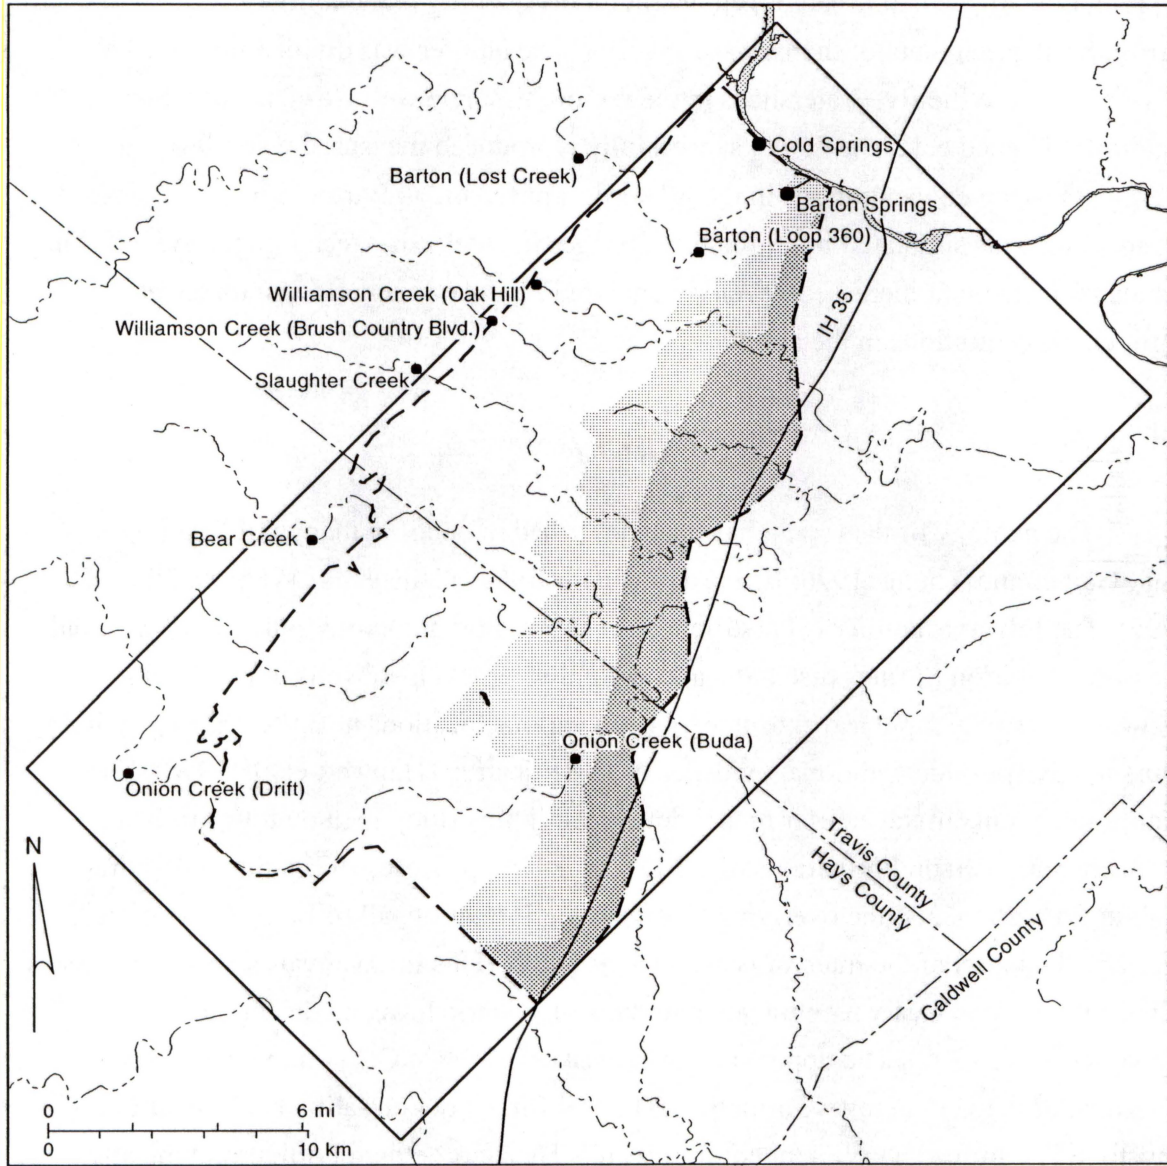 Cold Springs
Barton (Lost Creek)
Barton Springs
Barton (Loop 360)
Williamson Creek (Oak Hill)
Williamson Creek (Brush Country Blvd.)
IH 35
Slaughter Creek
Bear Creek
Onion Creek (Buda)
Onion Creek (Drift)
N
Travis County
Hays County
Caldwell County
0 6 mi
0 10 km